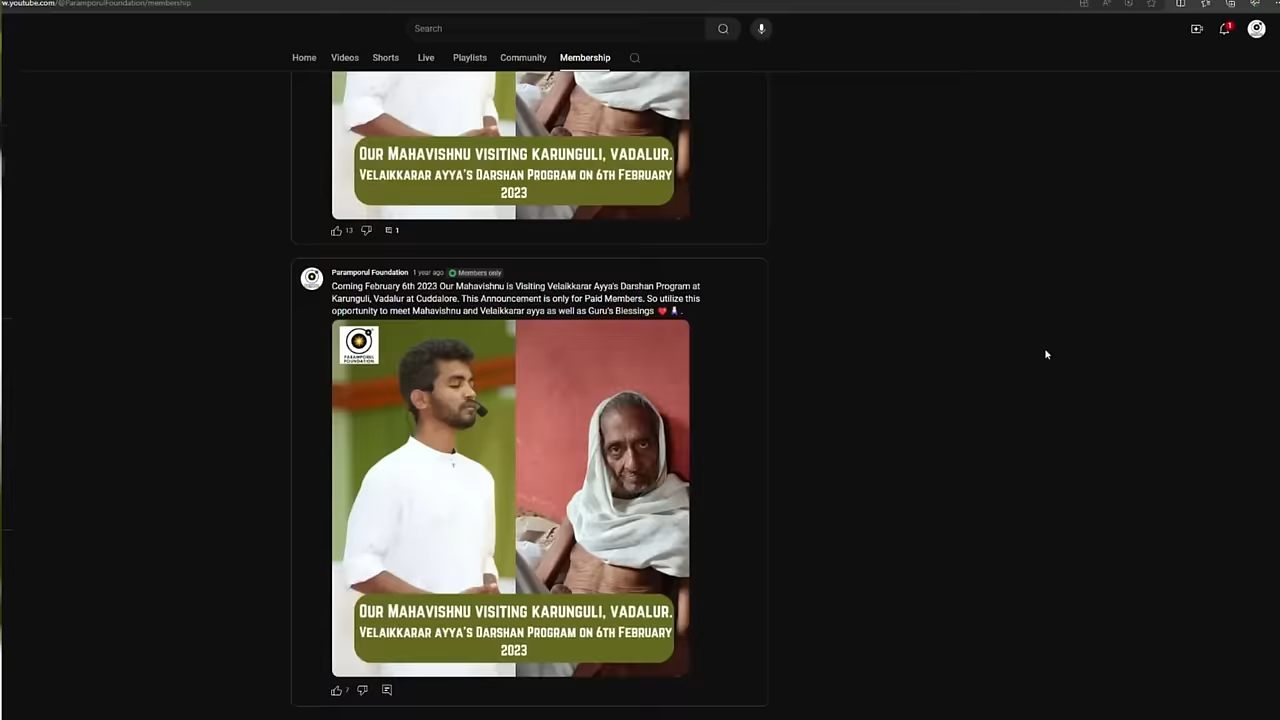 w.youtube.com/@ParamporulFoundation/membership
Search
1
Home Videos Shorts Live Playlists Community Membership
OUR MAHAVISHNU VISITING KARUNGULI, VADALUR.
VELAIKKARAR AYYA'S DARSHAN PROGRAM ON 6TH FEBRUARY
2023
13 1
Paramporul Foundation 1 year ago Members only
Coming February 6th 2023 Our Mahavishnu is Visiting Velaikkarar Ayya's Darshan Program at
Karunguli, Vadalur at Cuddalore. This Announcement is only for Paid Members. So utilize this
opportunity to meet Mahavishnu and Velaikkarar ayya as well as Guru's Blessings ❤️ .
PARAMPORUL
FOUNDATION
OUR MAHAVISHNU VISITING KARUNGULI, VADALUR.
VELAIKKARAR AYYA'S DARSHAN PROGRAM ON 6TH FEBRUARY
2023
7